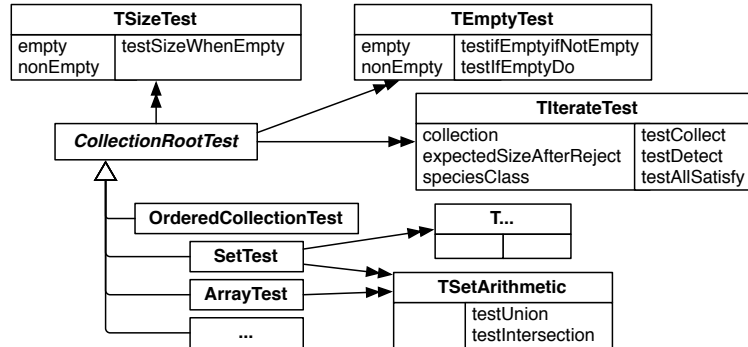 TSizeTest
empty
nonEmpty
testSizeWhenEmpty
TEmptyTest
empty
nonEmpty
testifEmptyifNotEmpty
testIfEmptyDo
CollectionRootTest
TIterateTest
collection
expectedSizeAfterReject
speciesClass
testCollect
testDetect
testAllSatisfy
OrderedCollectionTest
T...
SetTest
ArrayTest
TSetArithmetic
testUnion
testIntersection
...